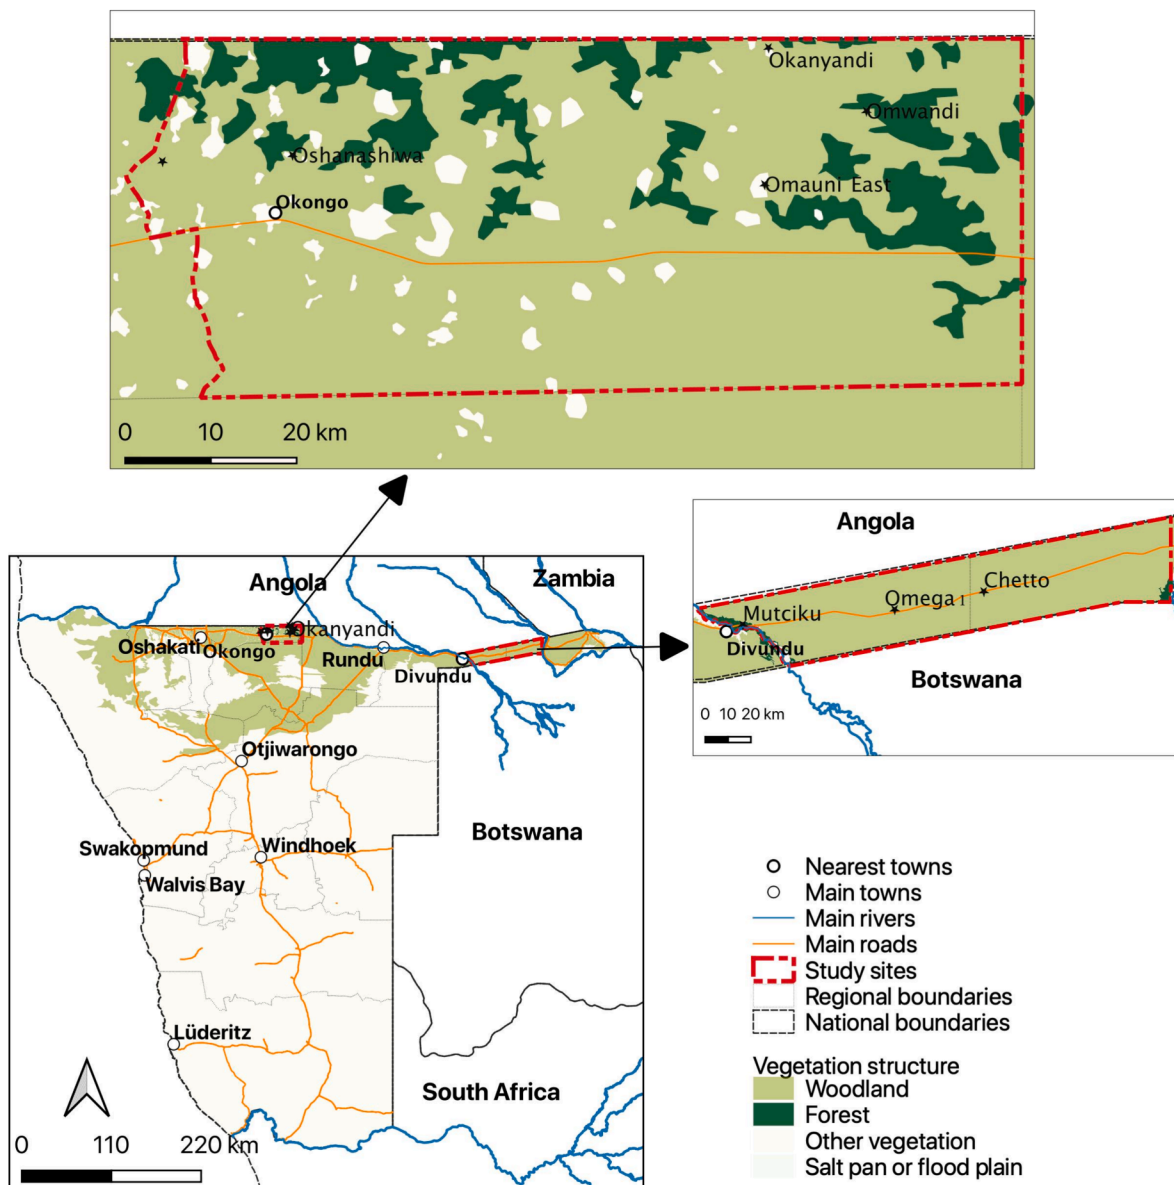 Okanyandi
Omwandi
Oshanashiwa
Omauni East
Okongo
0 10 20 km
Angola
Chetto
Omega I
Mutciku
Divundu
Botswana
0 10 20 km
Angola
Zambia
Okanyandi
Oshakati
Okongo
Rundu
Divundu
Otjiwarongo
Botswana
Swakopmund
Windhoek
Walvis Bay
Lüderitz
South Africa
0 110 220 km
Nearest towns
Main towns
Main rivers
Main roads
Study sites
Regional boundaries
National boundaries
Vegetation structure
Woodland
Forest
Other vegetation
Salt pan or flood plain